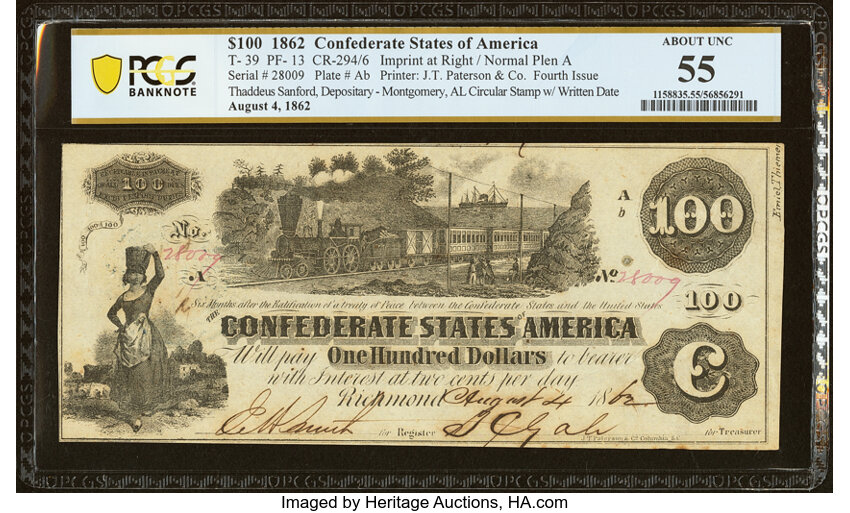 $100 1862 Confederate States of America
T- 39 PF- 13 CR-294/6 Imprint at Right / Normal Plen A
Serial # 28009 Plate # Ab Printer: J.T. Paterson & Co. Fourth Issue
Thaddeus Sanford, Depositary - Montgomery, AL Circular Stamp w/ Written Date
August 4, 1862
PCGS
BANKNOTE
ABOUT UNC
55
1158835.55/56856291
100
No.
28009
A
A
b
100
No
28009
Six Months after the Ratification of a treaty of Peace between the Confederate States and the United States
100
THE CONFEDERATE STATES OF AMERICA
Will pay One Hundred Dollars to bearer
with Interest at two cents per day
C
Richmond August 4 1862
for Register
for Treasurer
J.T. Paterson & Co. Columbia, S.C.
Imaged by Heritage Auctions, HA.com